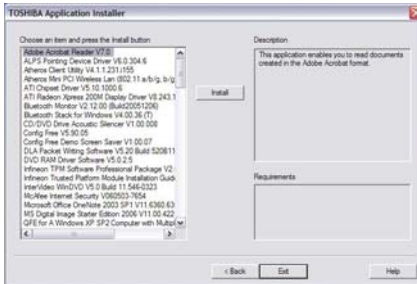 TOSHIBA Application Installer
Choose an item and press the Install button
Adobe Acrobat Reader V7.0
ALPS Pointing Device Driver V6.0.304.6
Atheros Client Utility V4.1.1.231/155
Atheros Mini PCI Wireless Lan (802.11 a/b/g, b/g)
ATI Chipset Driver V5.10.1000.6
ATI Radeon Xpress 200M Display Driver V8.243.1
Bluetooth Monitor V2.12.00 (Build20051206)
Bluetooth Stack for Windows V4.00.36 (T)
CD/DVD Drive Acoustic Silencer V1.00.008
Config Free V5.90.05
Config Free Demo Screen Saver V1.00.07
DLA Packet Writing Software V5.20 Build 520811
DVD RAM Driver Software V5.0.2.5
Infineon TPM Software Professional Package V2
Infineon Trusted Platform Module Installation Guide
InterVideo WinDVD V5.0 Build 11.546-0323
McAfee Internet Security V060503-7654
Microsoft Office OneNote 2003 SP1 V11.6360.63
MS Digital Image Starter Edition 2006 V11.00.422
QFE for A Windows XP SP2 Computer with Multipl
Install
Description
This application enables you to read documents
created in the Adobe Acrobat format.
Requirements
< Back
Exit
Help